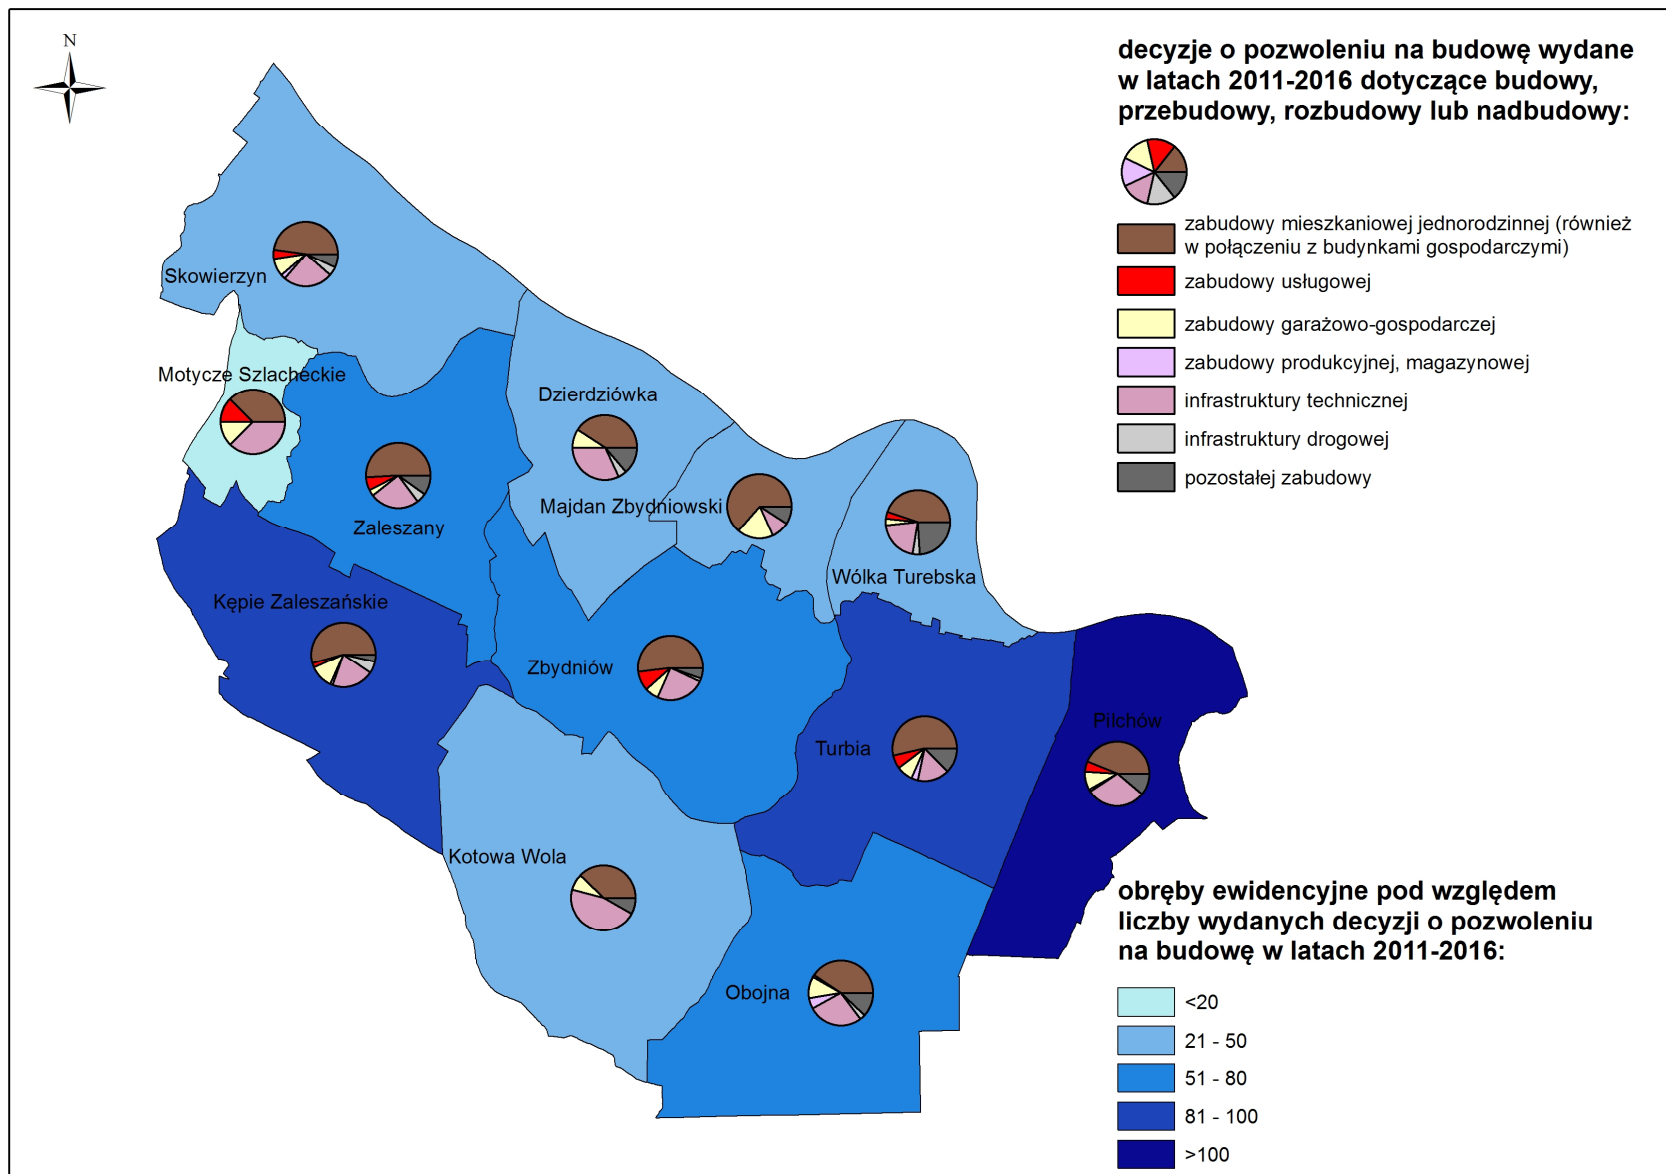 N
decyzje o pozwoleniu na budowę wydane
w latach 2011-2016 dotyczące budowy,
przebudowy, rozbudowy lub nadbudowy:
zabudowy mieszkaniowej jednorodzinnej (również
w połączeniu z budynkami gospodarczymi)
zabudowy usługowej
zabudowy garażowo-gospodarczej
zabudowy produkcyjnej, magazynowej
infrastruktury technicznej
infrastruktury drogowej
pozostałej zabudowy
Skowierzyn
Motycze Szlacheckie
Dzierdziówka
Majdan Zbydniowski
Zaleszany
Wólka Turebska
Kępie Zaleszańskie
Zbydniów
Pilchów
Turbia
Kotowa Wola
Obojna
obręby ewidencyjne pod względem
liczby wydanych decyzji o pozwoleniu
na budowę w latach 2011-2016:
<20
21 - 50
51 - 80
81 - 100
>100